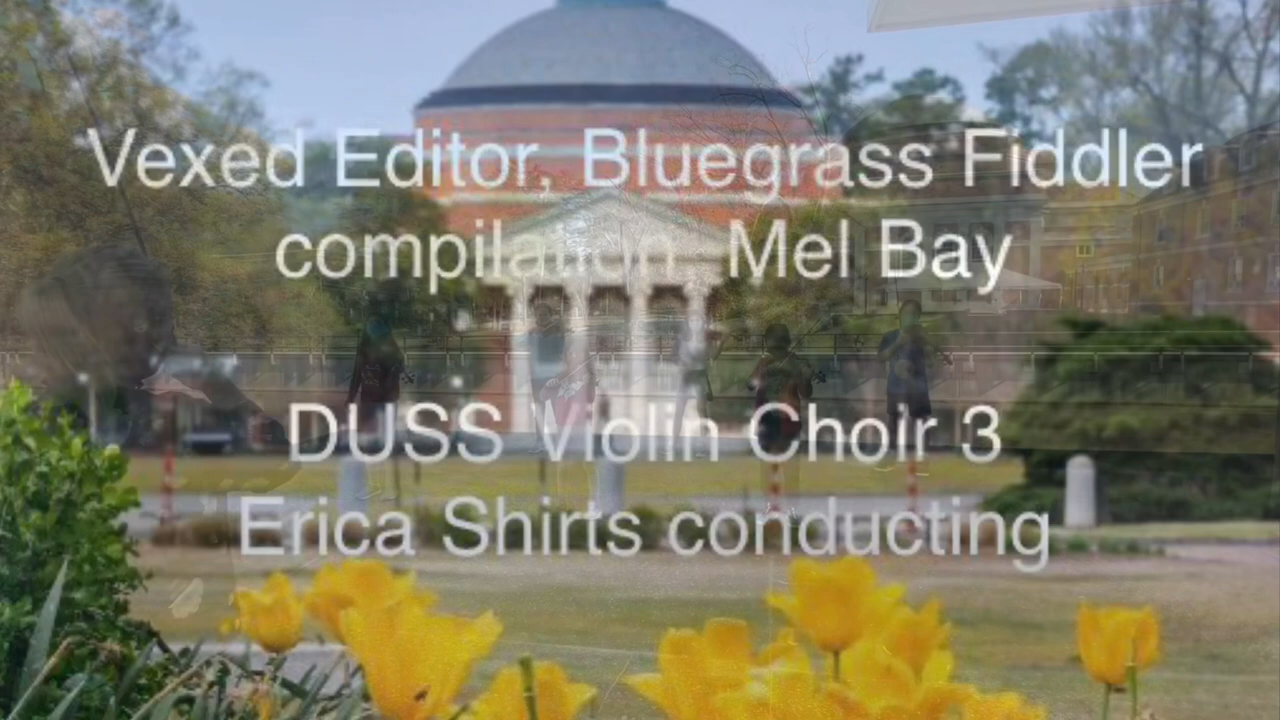 Vexed Editor, Bluegrass Fiddler
compilation Mel Bay
DUSS Violin Choir 3
Erica Shirts conducting